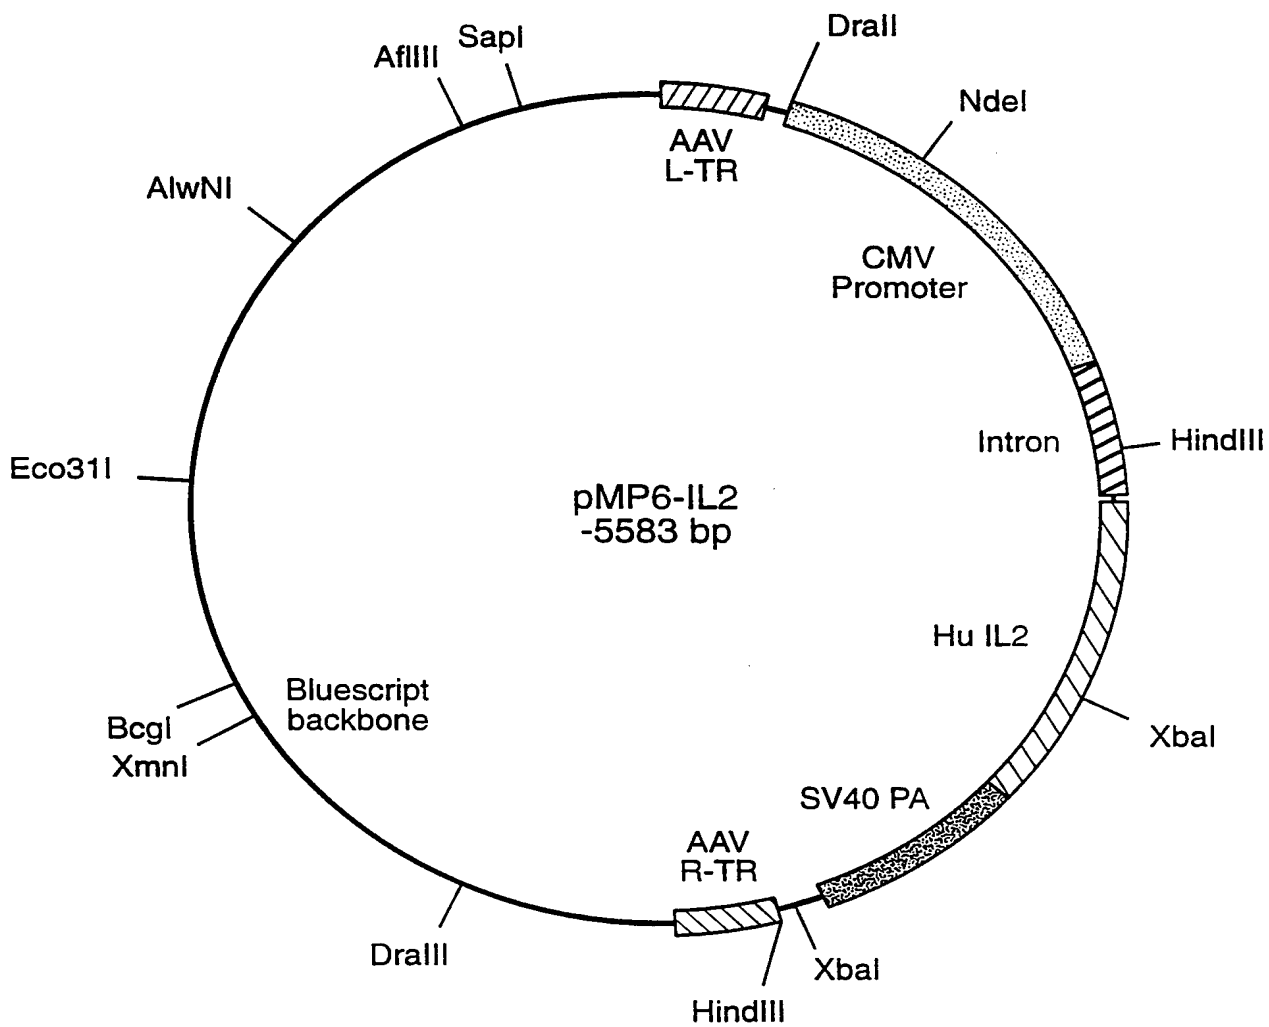 SapI
DraII
AflIII
NdeI
AAV
L-TR
AlwNI
CMV
Promoter
Intron
HindIII
Eco31I
pMP6-IL2
-5583 bp
Hu IL2
Bluescript
backbone
BcgI
XmnI
XbaI
SV40 PA
AAV
R-TR
DraIII
XbaI
HindIII